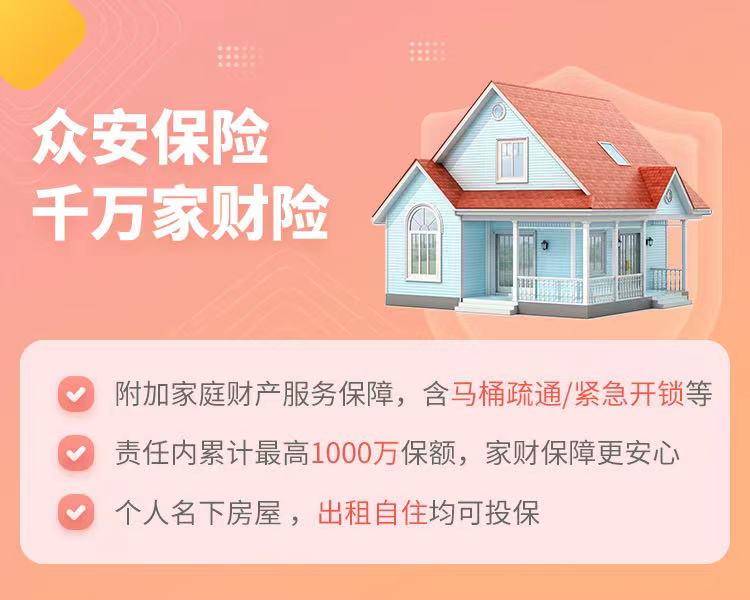 众安保险
千万家财险
附加家庭财产服务保障，含马桶疏通/紧急开锁等
责任内累计最高1000万保额，家财保障更安心
个人名下房屋，出租自住均可投保